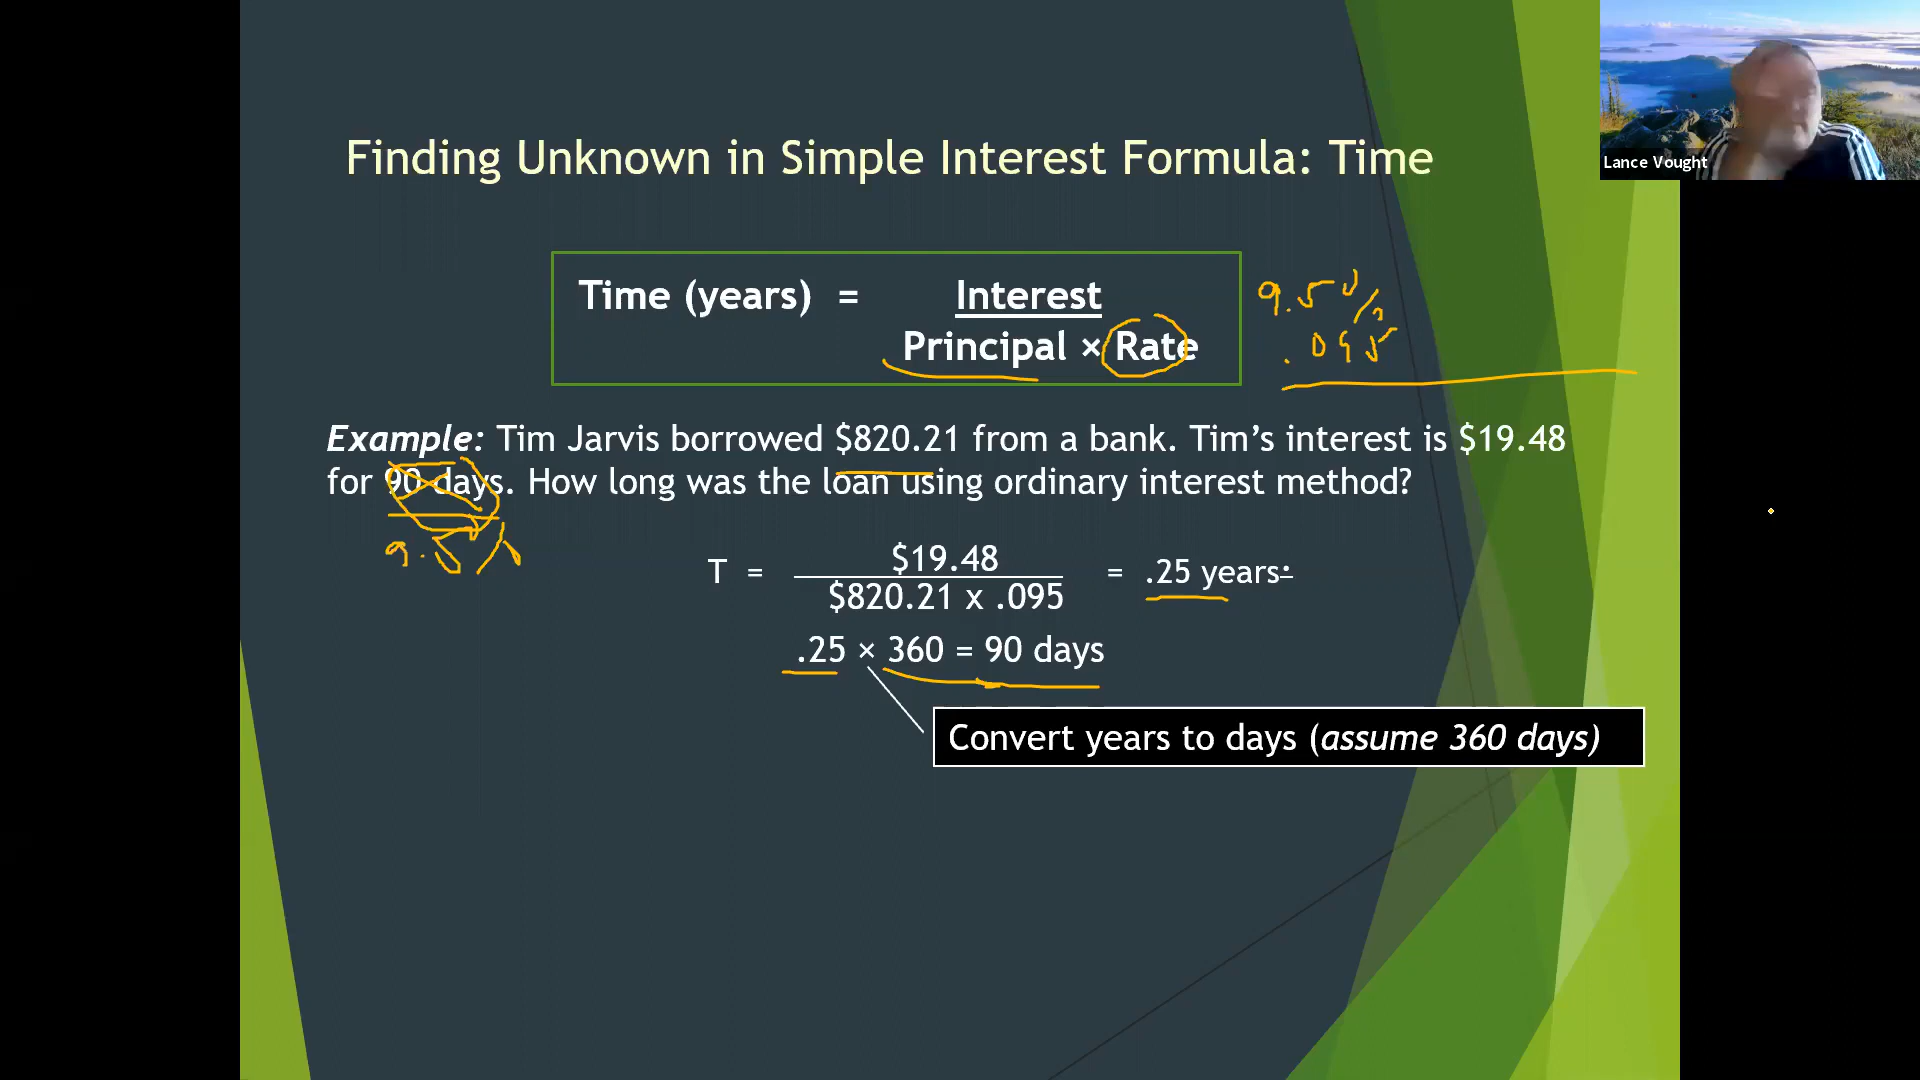 Lance Vought
Finding Unknown in Simple Interest Formula: Time
Time (years) = Interest
Principal × Rate
9.5%
.095
Example: Tim Jarvis borrowed $820.21 from a bank. Tim’s interest is $19.48
for 90 days. How long was the loan using ordinary interest method?
9.5%
T = $19.48 = .25 years:
$820.21 x .095
.25 × 360 = 90 days
Convert years to days (assume 360 days)